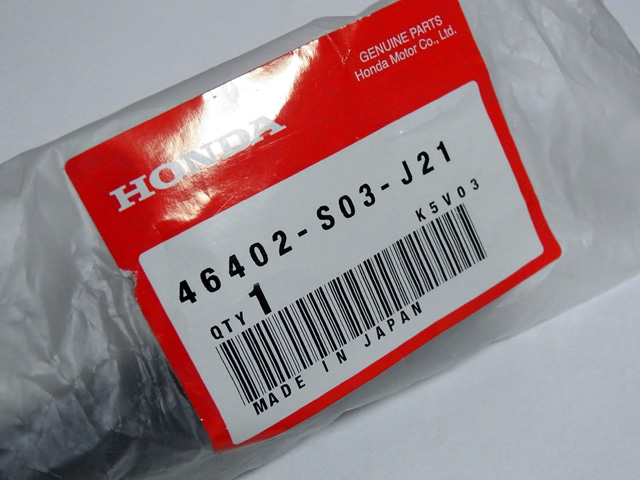 GENUINE PARTS
Honda Motor Co., Ltd.
HONDA
46402-S03-J21
K5V03
QTY 1
MADE IN JAPAN